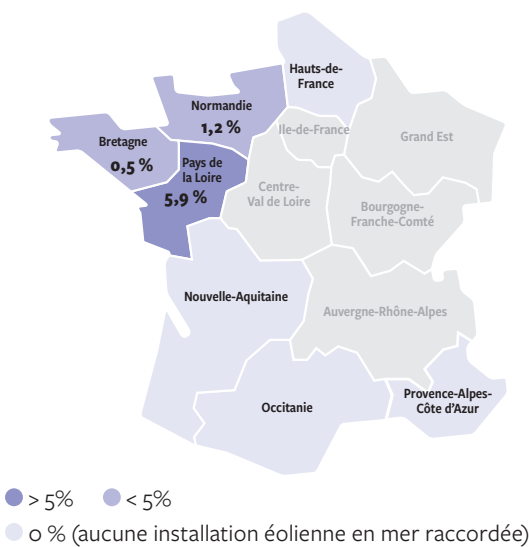 Hauts-de-
France
Normandie
1,2 %
Ile-de-France
Grand Est
Bretagne
0,5 %
Pays de
la Loire
5,9 %
Centre-
Val de Loire
Bourgogne-
Franche-Comté
Nouvelle-Aquitaine
Auvergne-Rhône-Alpes
Occitanie
Provence-Alpes-
Côte d'Azur
> 5% < 5%
0 % (aucune installation éolienne en mer raccordée)